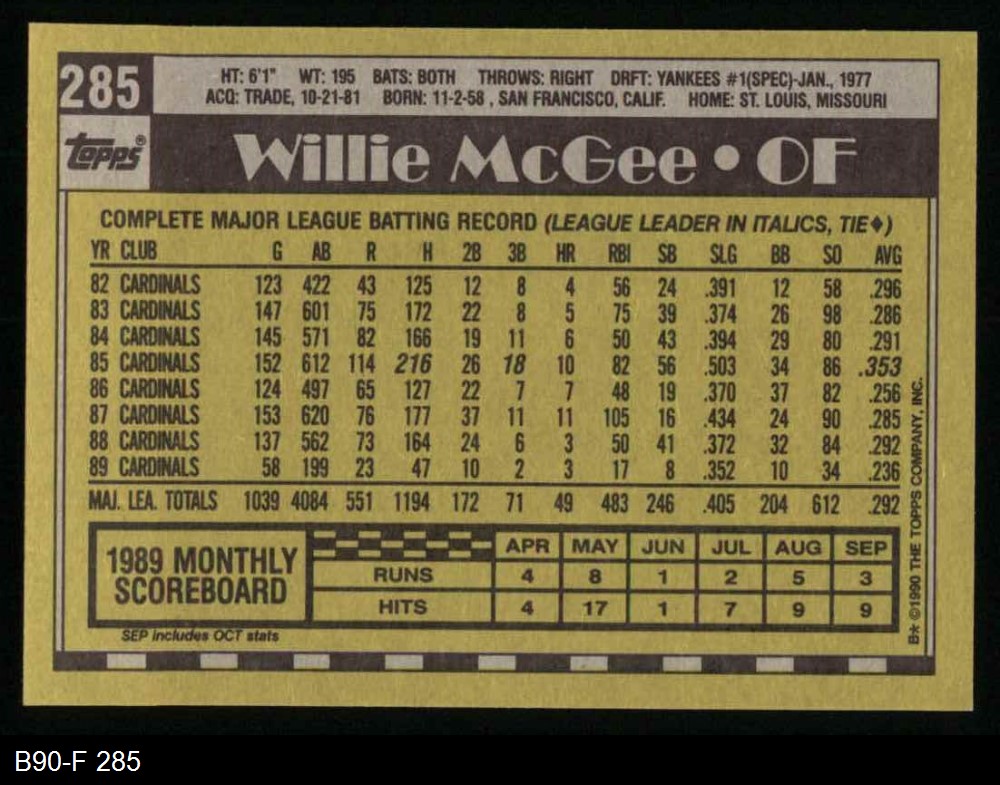 285
HT: 6'1" WT: 195 BATS: BOTH THROWS: RIGHT DRFT: YANKEES #1(SPEC)-JAN., 1977
ACQ: TRADE, 10-21-81 BORN: 11-2-58 , SAN FRANCISCO, CALIF. HOME: ST. LOUIS, MISSOURI
topps®
Willie McGee • OF
COMPLETE MAJOR LEAGUE BATTING RECORD (LEAGUE LEADER IN ITALICS, TIE♦)
YR CLUB G AB R H 2B 3B HR RBI SB SLG BB SO AVG
82 CARDINALS 123 422 43 125 12 8 4 56 24 .391 12 58 .296
83 CARDINALS 147 601 75 172 22 8 5 75 39 .374 26 98 .286
84 CARDINALS 145 571 82 166 19 11 6 50 43 .394 29 80 .291
85 CARDINALS 152 612 114 216 26 18 10 82 56 .503 34 86 .353
86 CARDINALS 124 497 65 127 22 7 7 48 19 .370 37 82 .256
87 CARDINALS 153 620 76 177 37 11 11 105 16 .434 24 90 .285
88 CARDINALS 137 562 73 164 24 6 3 50 41 .372 32 84 .292
89 CARDINALS 58 199 23 47 10 2 3 17 8 .352 10 34 .236
MAJ. LEA. TOTALS 1039 4084 551 1194 172 71 49 483 246 .405 204 612 .292
1989 MONTHLY
SCOREBOARD
APR MAY JUN JUL AUG SEP
RUNS 4 8 1 2 5 3
HITS 4 17 1 7 9 9
SEP includes OCT stats
B* ©1990 THE TOPPS COMPANY, INC.
B90-F 285